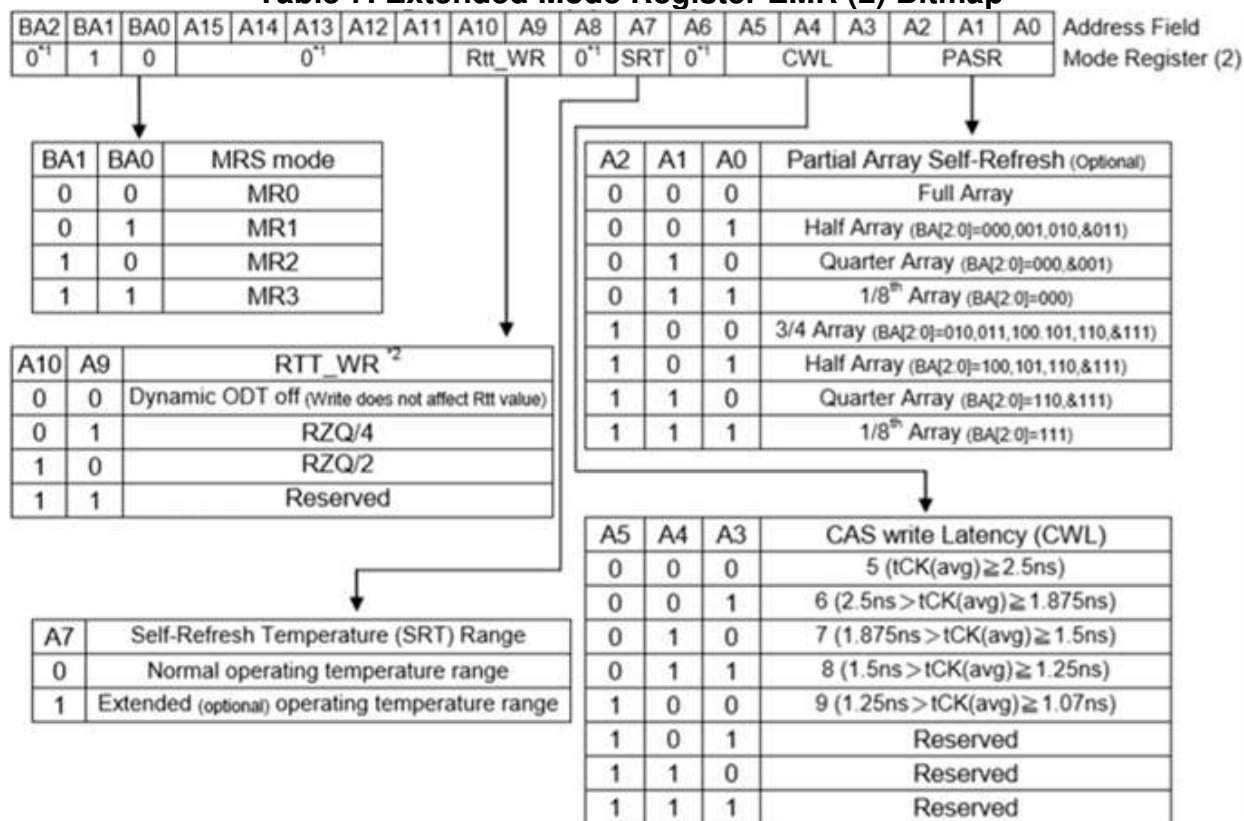 Table 7. Extended Mode Register EMR (2) Bitmap
BA2 BA1 BA0 A15 A14 A13 A12 A11 A10 A9 A8 A7 A6 A5 A4 A3 A2 A1 A0 Address Field
0*1 1 0 0*1 Rtt_WR 0*1 SRT 0*1 CWL PASR Mode Register (2)
BA1 BA0 MRS mode
0 0 MR0
0 1 MR1
1 0 MR2
1 1 MR3
A2 A1 A0 Partial Array Self-Refresh (Optional)
0 0 0 Full Array
0 0 1 Half Array (BA[2:0]=000,001,010,&011)
0 1 0 Quarter Array (BA[2:0]=000,&001)
0 1 1 1/8th Array (BA[2:0]=000)
1 0 0 3/4 Array (BA[2:0]=010,011,100.101,110,&111)
1 0 1 Half Array (BA[2:0]=100,101,110,&111)
1 1 0 Quarter Array (BA[2:0]=110,&111)
1 1 1 1/8th Array (BA[2:0]=111)
A10 A9 RTT_WR *2
0 0 Dynamic ODT off (Write does not affect Rtt value)
0 1 RZQ/4
1 0 RZQ/2
1 1 Reserved
A7 Self-Refresh Temperature (SRT) Range
0 Normal operating temperature range
1 Extended (optional) operating temperature range
A5 A4 A3 CAS write Latency (CWL)
0 0 0 5 (tCK(avg)≧2.5ns)
0 0 1 6 (2.5ns>tCK(avg)≧1.875ns)
0 1 0 7 (1.875ns>tCK(avg)≧1.5ns)
0 1 1 8 (1.5ns>tCK(avg)≧1.25ns)
1 0 0 9 (1.25ns>tCK(avg)≧1.07ns)
1 0 1 Reserved
1 1 0 Reserved
1 1 1 Reserved